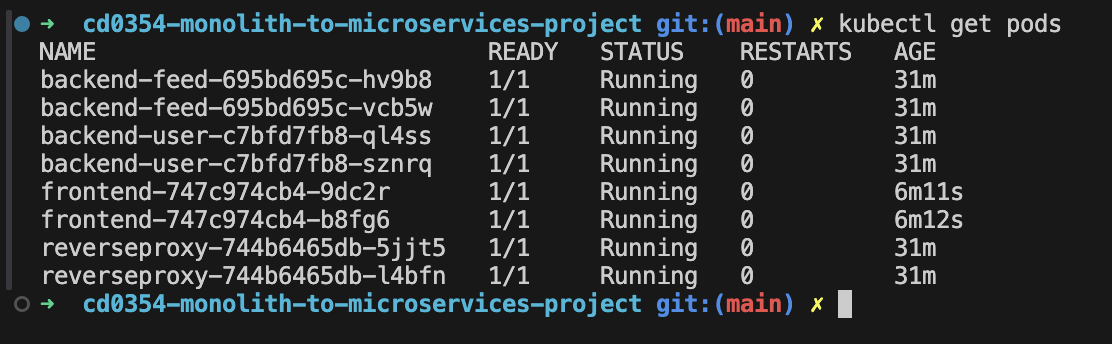 ➜ cd0354-monolith-to-microservices-project git:(main) ✗ kubectl get pods
NAME READY STATUS RESTARTS AGE
backend-feed-695bd695c-hv9b8 1/1 Running 0 31m
backend-feed-695bd695c-vcb5w 1/1 Running 0 31m
backend-user-c7bfd7fb8-ql4ss 1/1 Running 0 31m
backend-user-c7bfd7fb8-sznrq 1/1 Running 0 31m
frontend-747c974cb4-9dc2r 1/1 Running 0 6m11s
frontend-747c974cb4-b8fg6 1/1 Running 0 6m12s
reverseproxy-744b6465db-5jjt5 1/1 Running 0 31m
reverseproxy-744b6465db-l4bfn 1/1 Running 0 31m
➜ cd0354-monolith-to-microservices-project git:(main) ✗